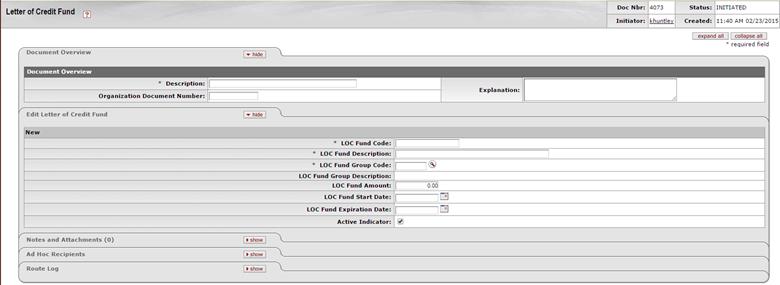 Letter of Credit Fund ?
Doc Nbr: 4073 Status: INITIATED
Initiator: khuntley Created: 11:40 AM 02/23/2015
expand all collapse all
* required field
Document Overview hide
Document Overview
* Description:
Organization Document Number:
Explanation:
Edit Letter of Credit Fund hide
New
* LOC Fund Code:
* LOC Fund Description:
* LOC Fund Group Code:
LOC Fund Group Description:
LOC Fund Amount: 0.00
LOC Fund Start Date:
LOC Fund Expiration Date:
Active Indicator:
Notes and Attachments (0) show
Ad Hoc Recipients show
Route Log show